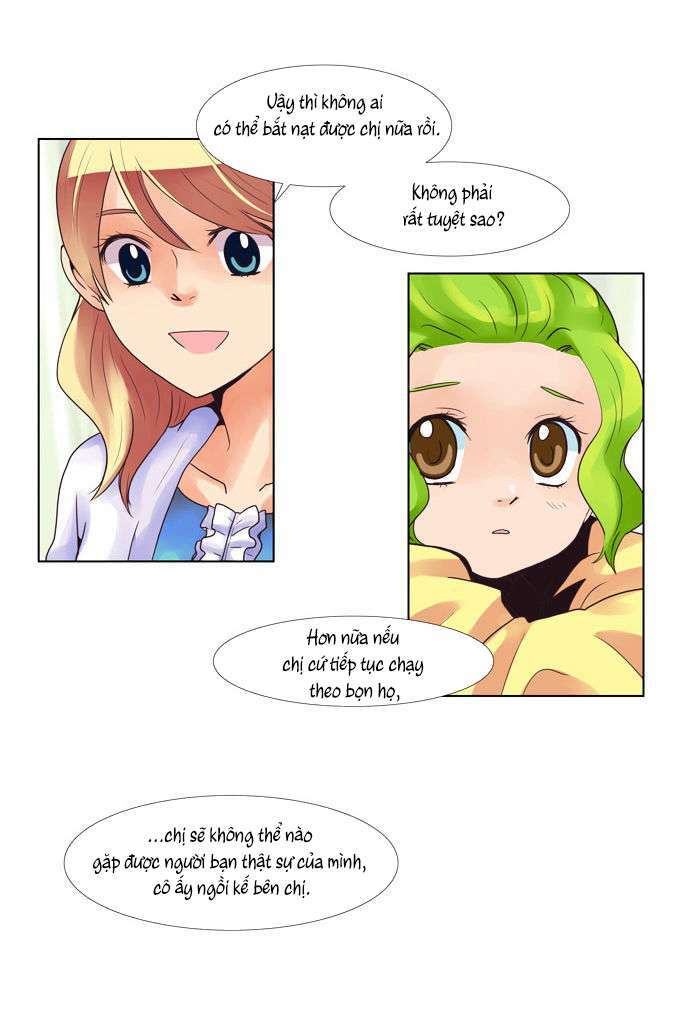 Vậy thì không ai
có thể bắt nạt được chị nữa rồi.
Không phải
rất tuyệt sao?
Hơn nữa nếu
chị cứ tiếp tục chạy
theo bọn họ,
...chị sẽ không thể nào
gặp được người bạn thật sự của mình,
cô ấy ngồi kế bên chị.